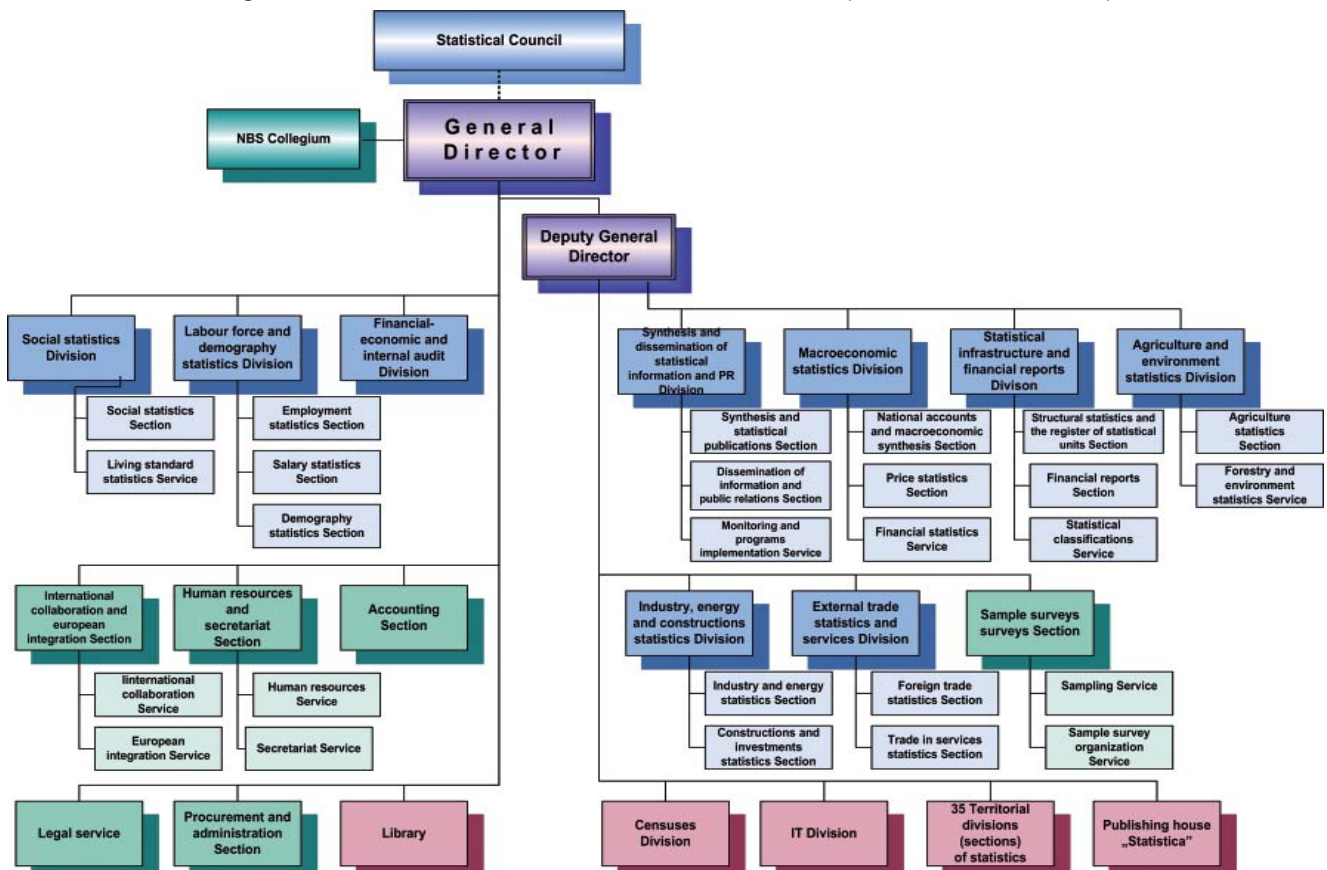 Statistical Council
NBS Collegium
General
Director
Deputy General
Director
Social statistics
Division
Labour force and
demography
statistics Division
Financial-
economic and
internal audit
Division
Synthesis and
dissemination of
statistical
information and PR
Division
Macroeconomic
statistics Division
Statistical
infrastructure and
financial reports
Divison
Agriculture and
environment
statistics Division
Social statistics
Section
Living standard
statistics Service
Employment
statistics Section
Salary statistics
Section
Demography
statistics Section
Synthesis and
statistical
publications Section
Dissemination of
information and
public relations Section
Monitoring and
programs
implementation Service
National accounts
and macroeconomic
synthesis Section
Price statistics
Section
Financial statistics
Service
Structural statistics and
the register of statistical
units Section
Financial reports
Section
Statistical
classifications
Service
Agriculture
statistics
Section
Forestry and
environment
statistics Service
International
collaboration and
european
integration Section
Human resources
and
secretariat
Section
Accounting
Section
Industry, energy
and constructions
statistics Division
External trade
statistics and
services Division
Sample surveys
surveys Section
Iinternational
collaboration
Service
European
integration Service
Human resources
Service
Secretariat Service
Industry and energy
statistics Section
Constructions and
investments
statistics Section
Foreign trade
statistics Section
Trade in services
statistics Section
Sampling Service
Sample survey
organization
Service
Legal service
Procurement and
administration
Section
Library
Censuses
Division
IT Division
35 Territorial
divisions
(sections)
of statistics
Publishing house
„Statistica”